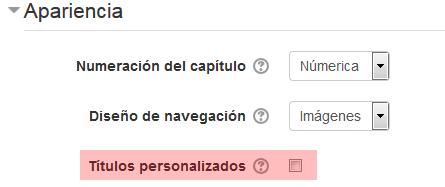 Apariencia
Numeración del capítulo Númerica
Diseño de navegación Imágenes
Títulos personalizados